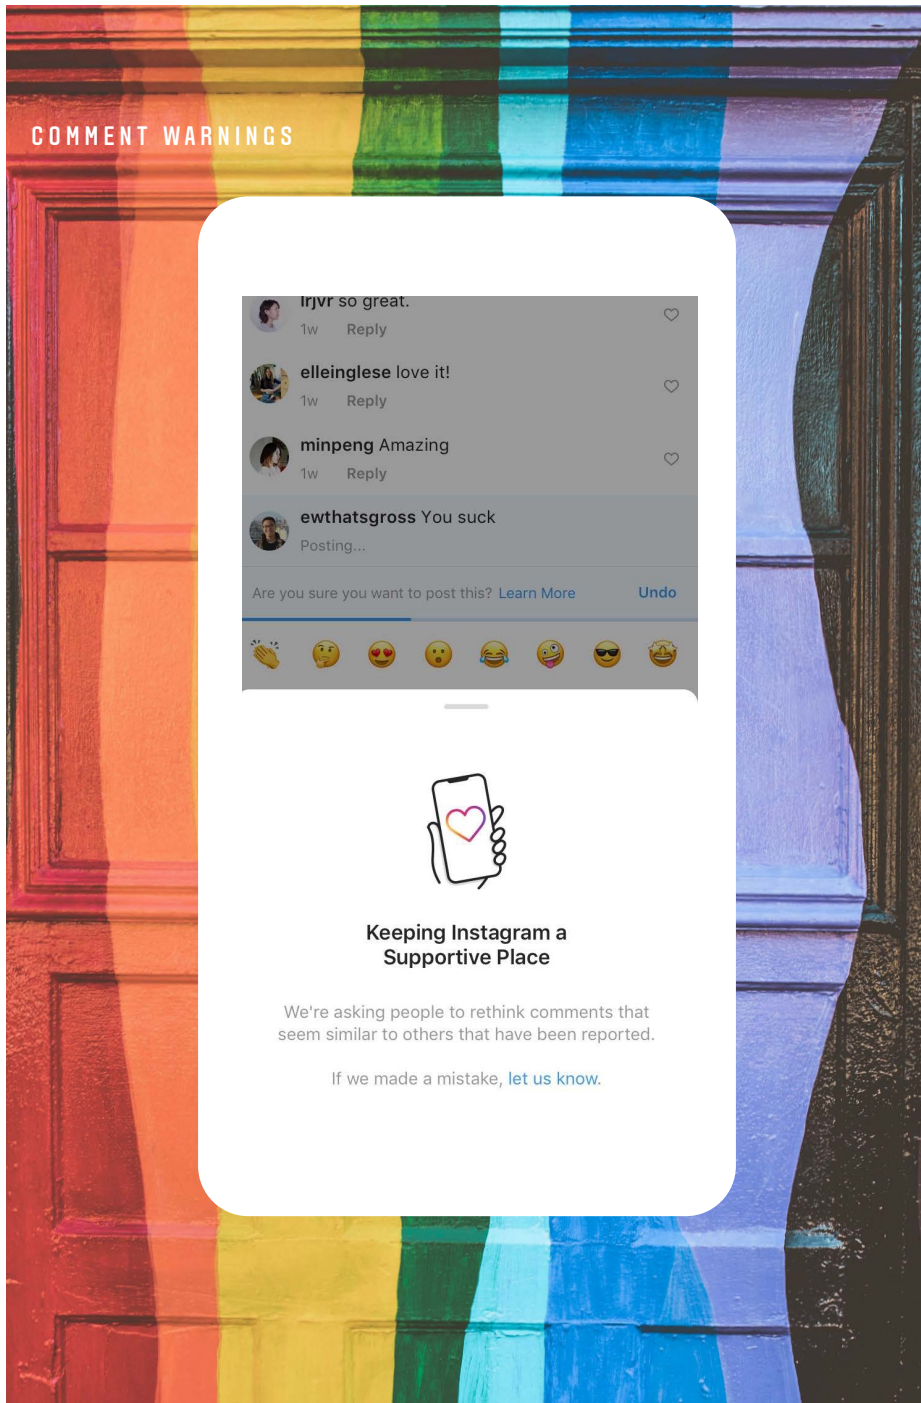 COMMENT WARNINGS
lrjvr so great.
1w Reply
elleinglese love it!
1w Reply
minpeng Amazing
1w Reply
ewthatsgross You suck
Posting...
Are you sure you want to post this? Learn More Undo
Keeping Instagram a
Supportive Place
We're asking people to rethink comments that
seem similar to others that have been reported.
If we made a mistake, let us know.